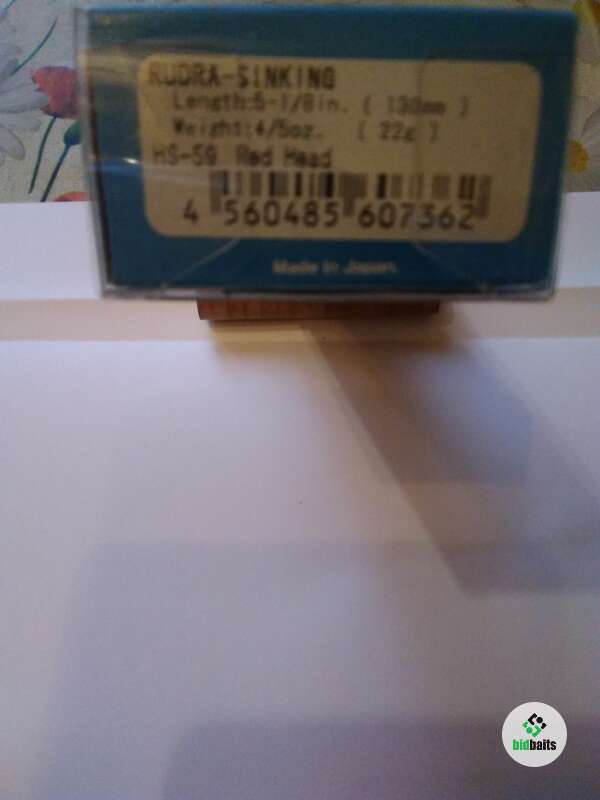 RUDRA-SINKING
Length:5-1/8in. ( 130mm )
Weight:4/5oz. ( 22g )
HS-59 Red Head
4 560485 607362
Made in Japan.
bidbaits